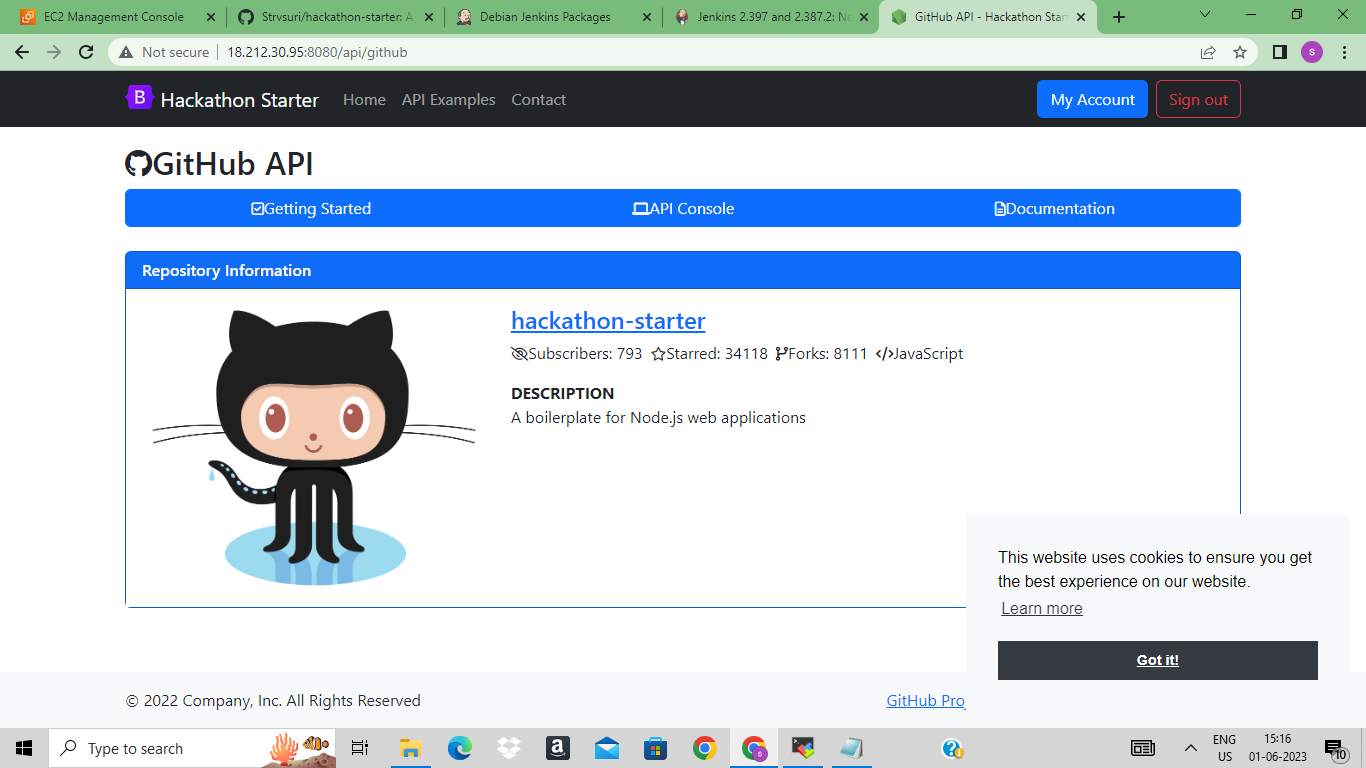 EC2 Management Console
Strvsuri/hackathon-starter: A
Debian Jenkins Packages
Jenkins 2.397 and 2.387.2: Ne
GitHub API - Hackathon Star
Not secure
18.212.30.95:8080/api/github
s
B
Hackathon Starter
Home
API Examples
Contact
My Account
Sign out
GitHub API
Getting Started
API Console
Documentation
Repository Information
hackathon-starter
Subscribers: 793 Starred: 34118 Forks: 8111 JavaScript
DESCRIPTION
A boilerplate for Node.js web applications
This website uses cookies to ensure you get
the best experience on our website.
Learn more
Got it!
© 2022 Company, Inc. All Rights Reserved
GitHub Pro
Type to search
a
s
ENG
US
15:16
01-06-2023
10